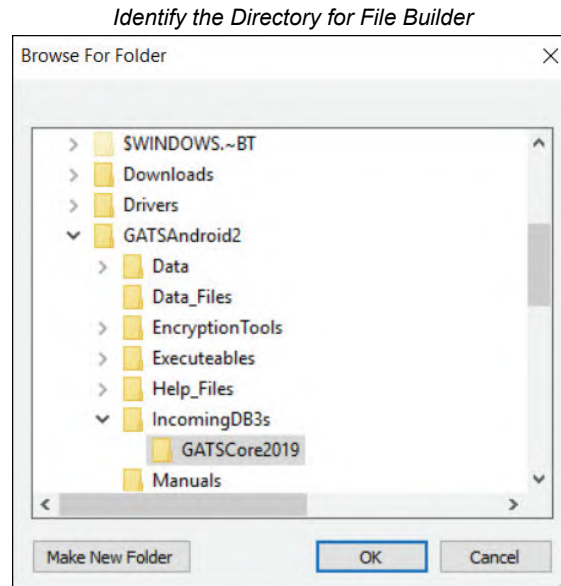 Identify the Directory for File Builder
Browse For Folder
$WINDOWS.~BT
Downloads
Drivers
GATSAndroid2
Data
Data_Files
EncryptionTools
Executeables
Help_Files
IncomingDB3s
GATSCore2019
Manuals
Make New Folder OK Cancel